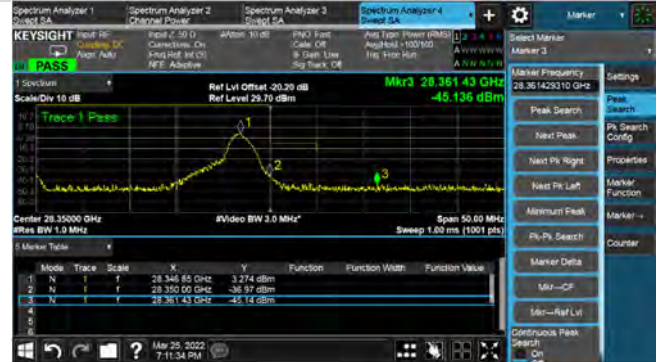 Spectrum Analyzer 1
Swept SA
Spectrum Analyzer 2
Channel Power
Spectrum Analyzer 3
Swept SA
Spectrum Analyzer 4
Swept SA
Marker
KEYSIGHT Input: RF
Coupling: DC
Align: Auto
Input Z: 50 Ω
Corrections: On
Freq Ref: Int (S)
NFE: Adaptive
#Atten: 10 dB
PNO: Fast
Gate: Off
IF Gain: Low
Sig Track: Off
Avg Type: Power (RMS)
Avg|Hold: >100/100
Trig: Free Run
1 2 3 4 5 6
A W W W W W
A N N N N N
PASS
Select Marker
Marker 3
1 Spectrum
Scale/Div 10 dB
Ref Lvl Offset -20.20 dB
Ref Level 29.70 dBm
Mkr3 28.361 43 GHz
-45.136 dBm
Trace 1 Pass
1
2
3
Center 28.35000 GHz
#Res BW 1.0 MHz
#Video BW 3.0 MHz*
Span 50.00 MHz
Sweep 1.00 ms (1001 pts)
5 Marker Table
Mode Trace Scale X Y Function Function Width Function Value
1 N 1 f 28.346 85 GHz 3.274 dBm
2 N 1 f 28.350 00 GHz -36.97 dBm
3 N 1 f 28.361 43 GHz -45.14 dBm
4
5
6
Mar 25, 2022
7:11:34 PM
Marker Frequency
28.361429310 GHz
Peak Search
Next Peak
Next Pk Right
Next Pk Left
Minimum Peak
Pk-Pk Search
Marker Delta
Mkr→CF
Mkr→Ref Lvl
Continuous Peak
Search
On
Settings
Peak
Search
Pk Search
Config
Properties
Marker
Function
Marker→
Counter